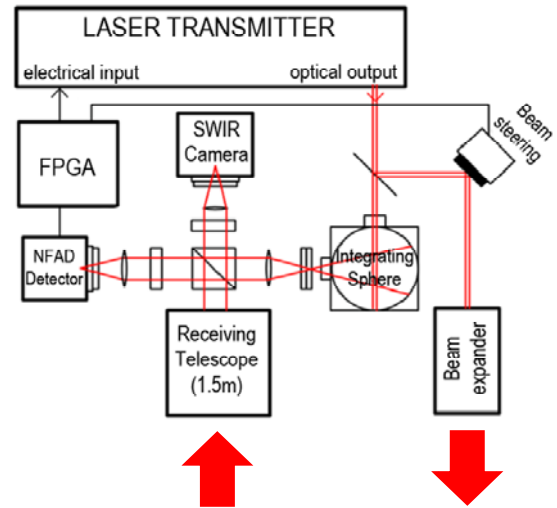 LASER TRANSMITTER
electrical input
optical output
SWIR
Camera
Beam
steering
FPGA
NFAD
Detector
Integrating
Sphere
Receiving
Telescope
(1.5m)
Beam
expander